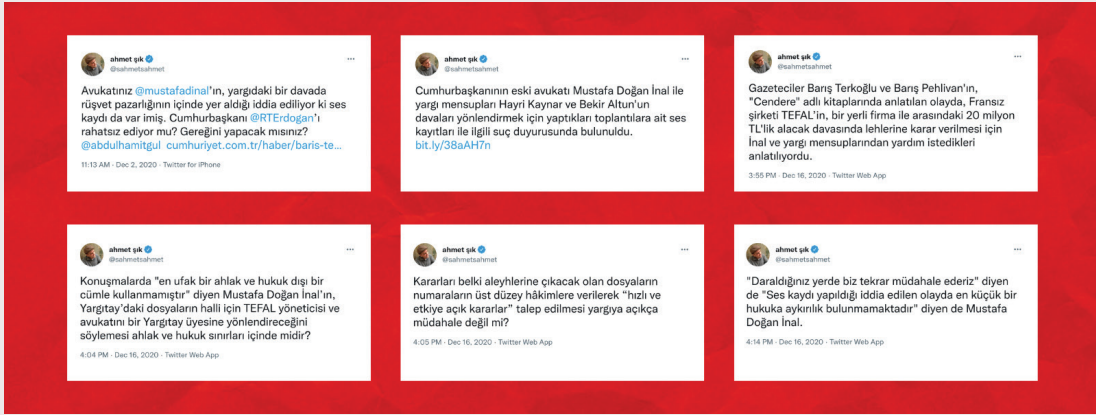 ahmet şık
@sahmetsahmet
Avukatınız @mustafadinal'ın, yargıdaki bir davada
rüşvet pazarlığının içinde yer aldığı iddia ediliyor ki ses
kaydı da var imiş. Cumhurbaşkanı @RTErdogan'ı
rahatsız ediyor mu? Gereğini yapacak mısınız?
@abdulhamitgul cumhuriyet.com.tr/haber/baris-te...
11:13 AM · Dec 2, 2020 · Twitter for iPhone
ahmet şık
@sahmetsahmet
Cumhurbaşkanının eski avukatı Mustafa Doğan İnal ile
yargı mensupları Hayri Kaynar ve Bekir Altun'un
davaları yönlendirmek için yaptıkları toplantılara ait ses
kayıtları ile ilgili suç duyurusunda bulunuldu.
bit.ly/38aAH7n
ahmet şık
@sahmetsahmet
Gazeteciler Barış Terkoğlu ve Barış Pehlivan'ın,
"Cendere" adlı kitaplarında anlatılan olayda, Fransız
şirketi TEFAL'in, bir yerli firma ile arasındaki 20 milyon
TL'lik alacak davasında lehlerine karar verilmesi için
İnal ve yargı mensuplarından yardım istedikleri
anlatılıyordu.
3:55 PM · Dec 16, 2020 · Twitter Web App
ahmet şık
@sahmetsahmet
Konuşmalarda "en ufak bir ahlak ve hukuk dışı bir
cümle kullanmamıştır" diyen Mustafa Doğan İnal'ın,
Yargıtay'daki dosyaların halli için TEFAL yöneticisi ve
avukatını bir Yargıtay üyesine yönlendireceğini
söylemesi ahlak ve hukuk sınırları içinde midir?
4:04 PM · Dec 16, 2020 · Twitter Web App
ahmet şık
@sahmetsahmet
Kararları belki aleyhlerine çıkacak olan dosyaların
numaraların üst düzey hâkimlere verilerek “hızlı ve
etkiye açık kararlar” talep edilmesi yargıya açıkça
müdahale değil mi?
4:05 PM · Dec 16, 2020 · Twitter Web App
ahmet şık
@sahmetsahmet
"Daraldığınız yerde biz tekrar müdahale ederiz" diyen
de "Ses kaydı yapıldığı iddia edilen olayda en küçük bir
hukuka aykırılık bulunmamaktadır" diyen de Mustafa
Doğan İnal.
4:14 PM · Dec 16, 2020 · Twitter Web App